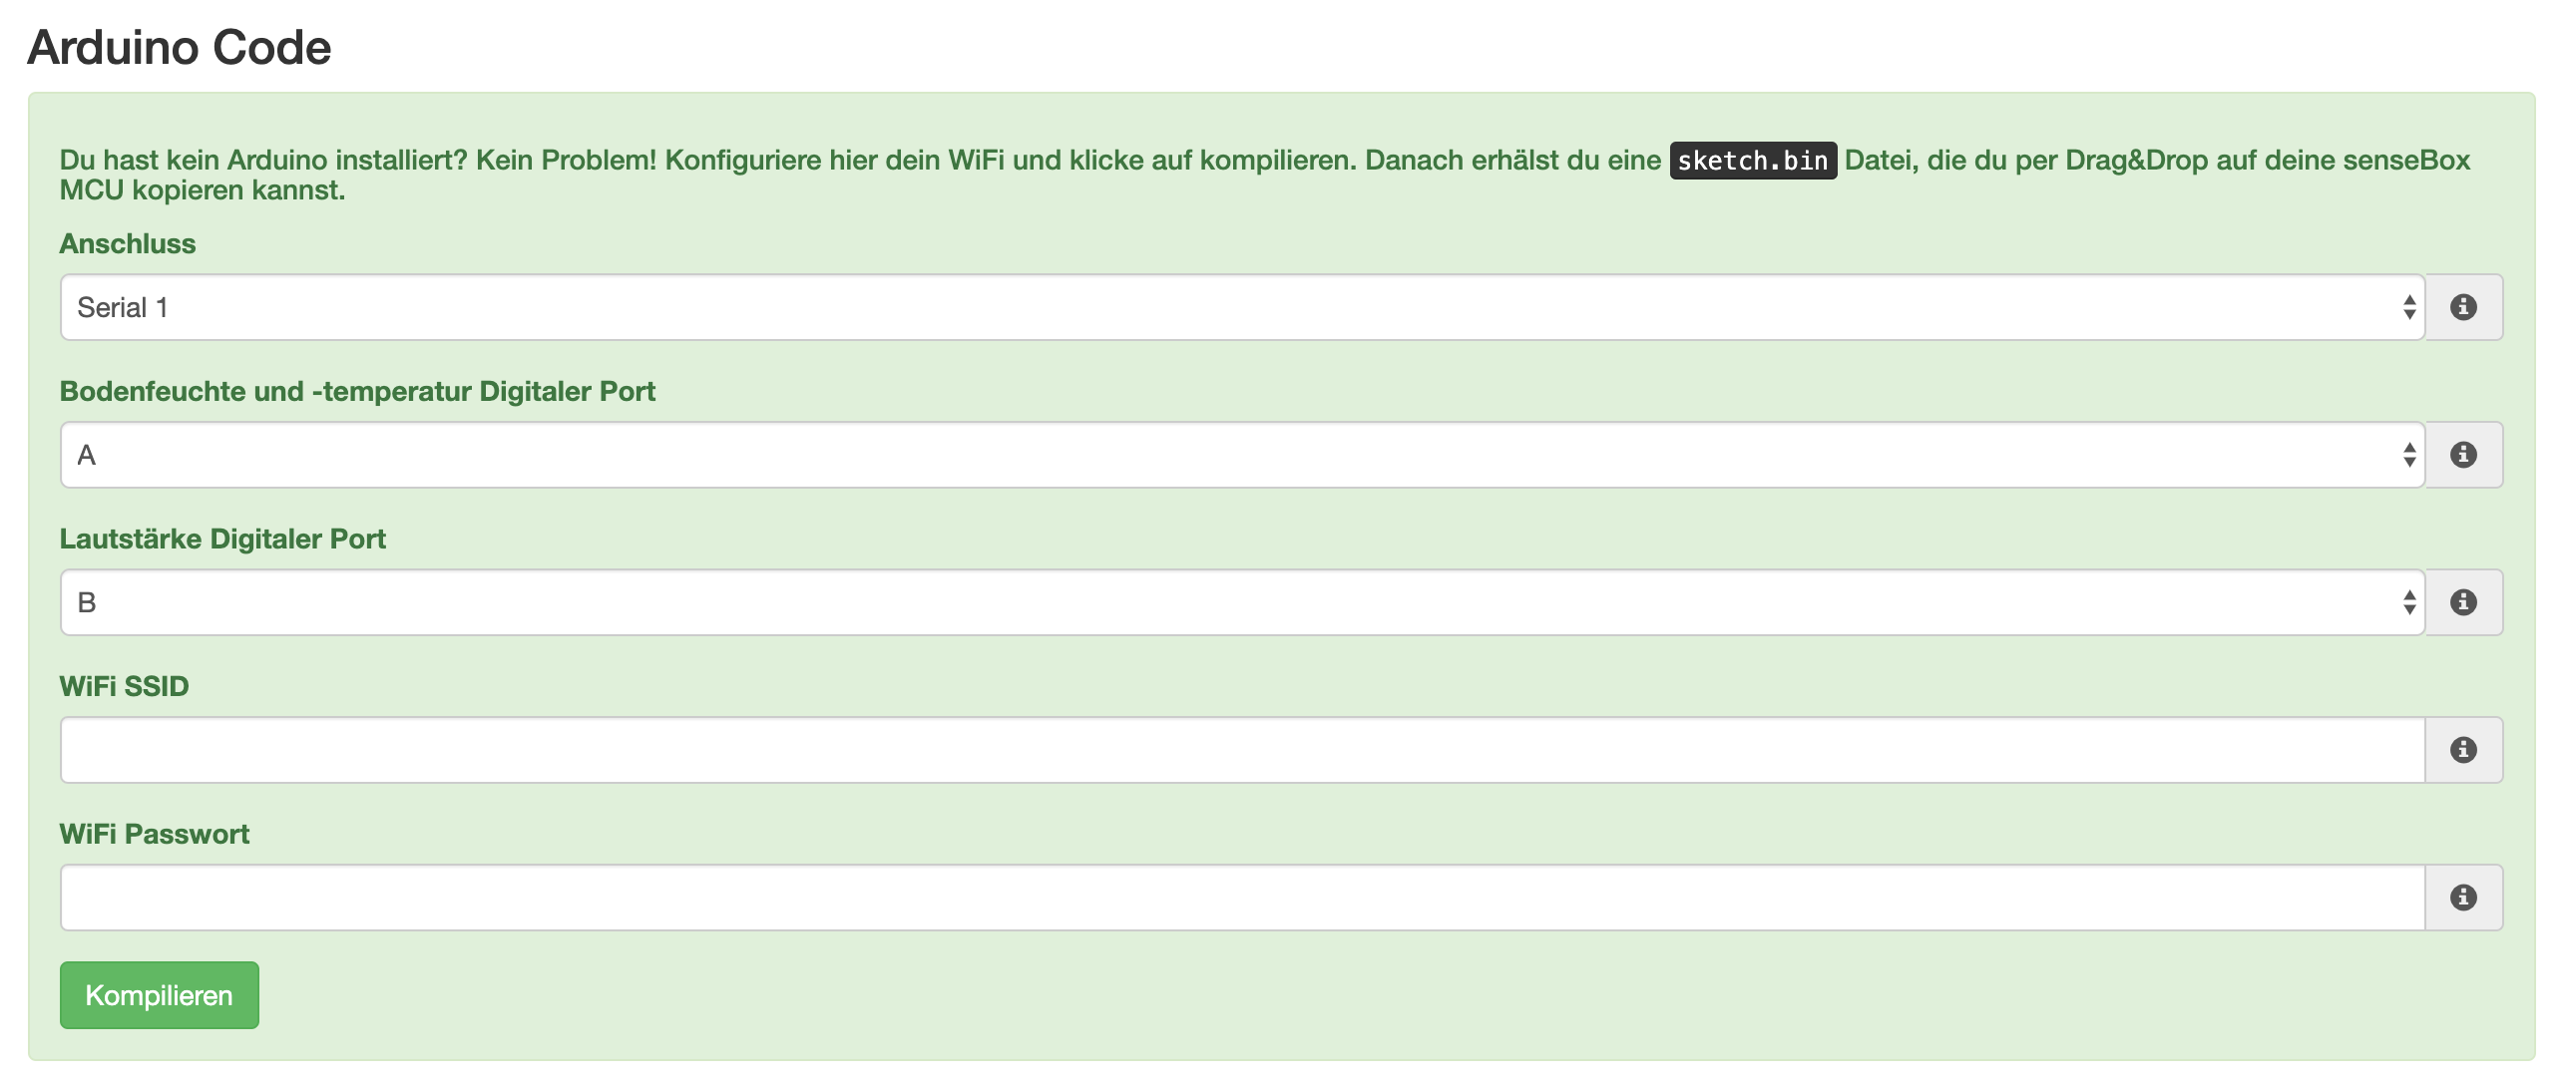 Arduino Code
Du hast kein Arduino installiert? Kein Problem! Konfiguriere hier dein WiFi und klicke auf kompilieren. Danach erhälst du eine sketch.bin Datei, die du per Drag&Drop auf deine senseBox
MCU kopieren kannst.
Anschluss
Serial 1
Bodenfeuchte und -temperatur Digitaler Port
A
Lautstärke Digitaler Port
B
WiFi SSID
WiFi Passwort
Kompilieren